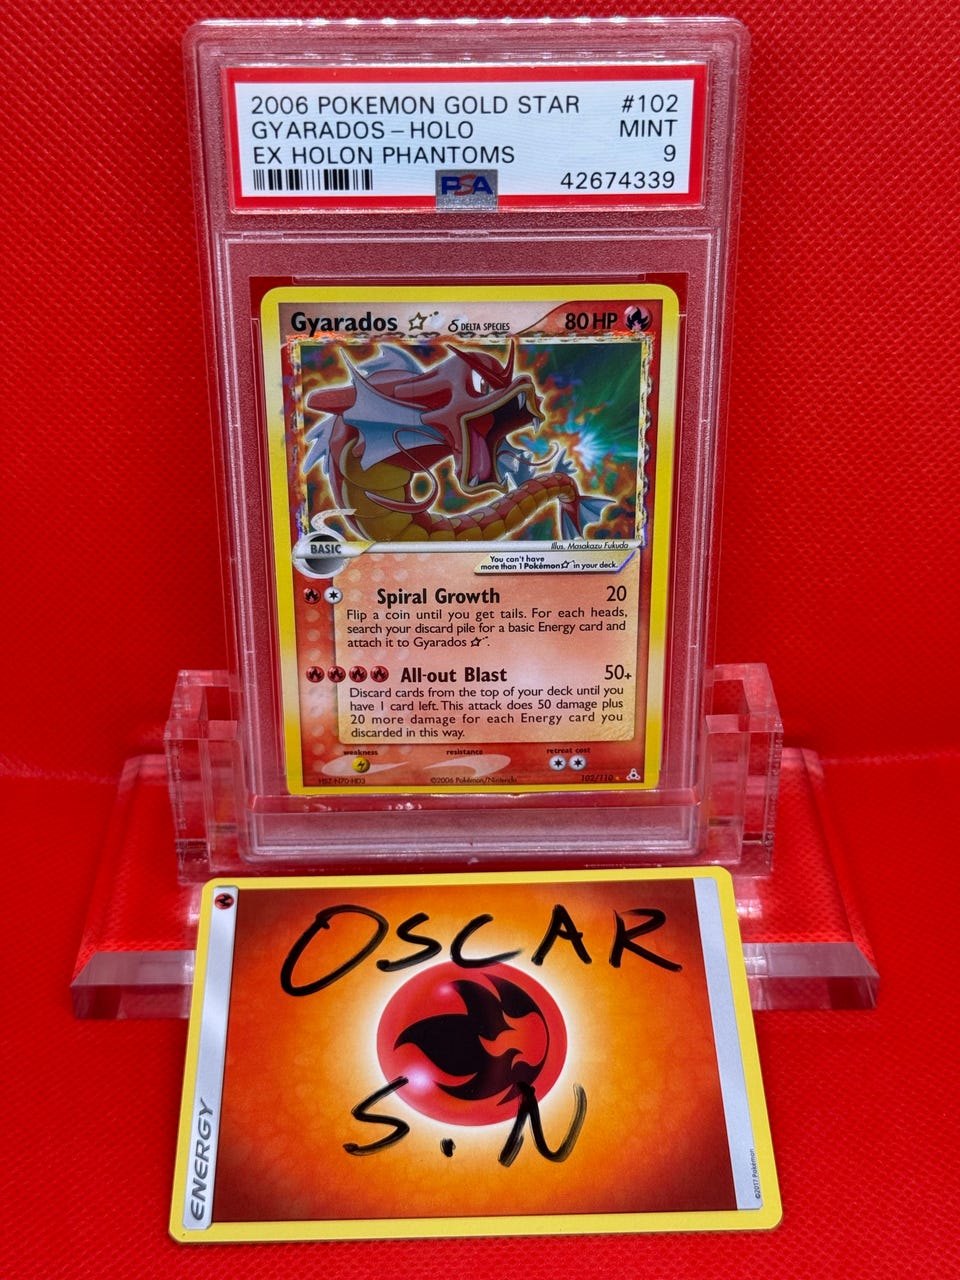 2006 POKEMON GOLD STAR #102
GYARADOS - HOLO MINT
EX HOLON PHANTOMS 9
PSA 42674339
Gyarados ☆ δ DELTA SPECIES 80 HP
δ
BASIC
Illus. Masakazu Fukuda
You can't have
more than 1 Pokémon ☆ in your deck.
Spiral Growth 20
Flip a coin until you get tails. For each heads,
search your discard pile for a basic Energy card and
attach it to Gyarados ☆.
All-out Blast 50+
Discard cards from the top of your deck until you
have 1 card left. This attack does 50 damage plus
20 more damage for each Energy card you
discarded in this way.
weakness resistance retreat cost
©2006 Pokémon/Nintendo 102/110
OSCAR
S.N
ENERGY
©2017 Pokémon